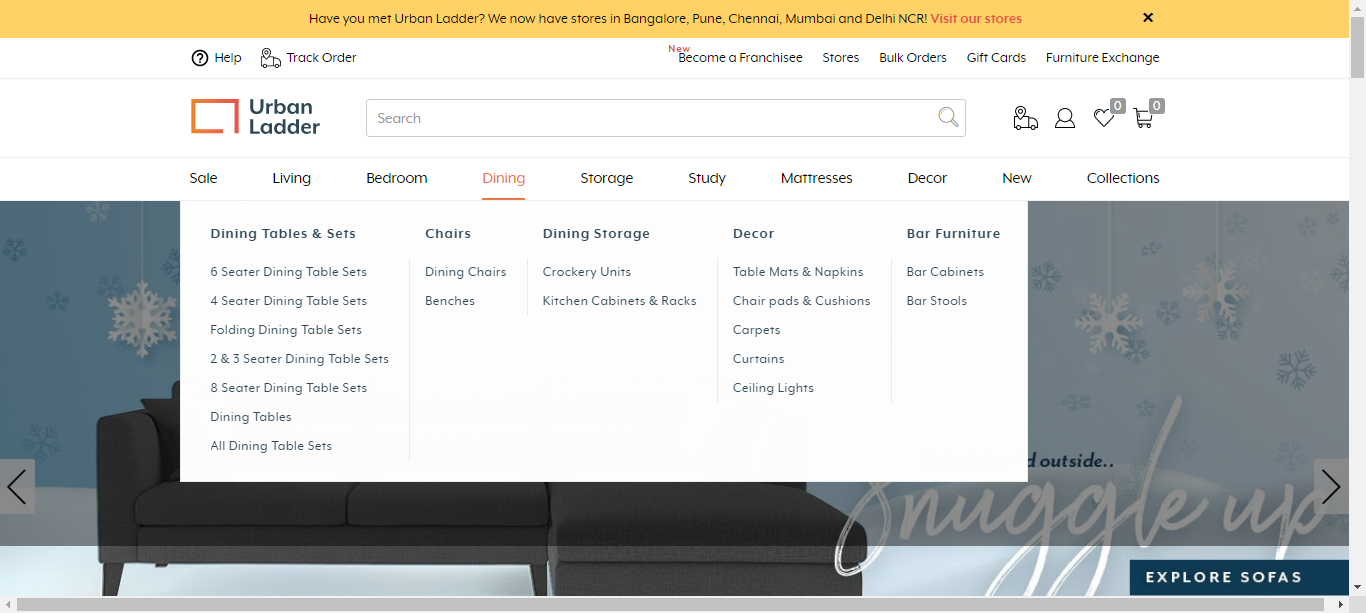 Have you met Urban Ladder? We now have stores in Bangalore, Pune, Chennai, Mumbai and Delhi NCR! Visit our stores
Help
Track Order
New
Become a Franchisee
Stores
Bulk Orders
Gift Cards
Furniture Exchange
Urban
Ladder
Search
0
0
Sale
Living
Bedroom
Dining
Storage
Study
Mattresses
Decor
New
Collections
Dining Tables & Sets
6 Seater Dining Table Sets
4 Seater Dining Table Sets
Folding Dining Table Sets
2 & 3 Seater Dining Table Sets
8 Seater Dining Table Sets
Dining Tables
All Dining Table Sets
Chairs
Dining Chairs
Benches
Dining Storage
Crockery Units
Kitchen Cabinets & Racks
Decor
Table Mats & Napkins
Chair pads & Cushions
Carpets
Curtains
Ceiling Lights
Bar Furniture
Bar Cabinets
Bar Stools
outside..
Snuggle up
EXPLORE SOFAS